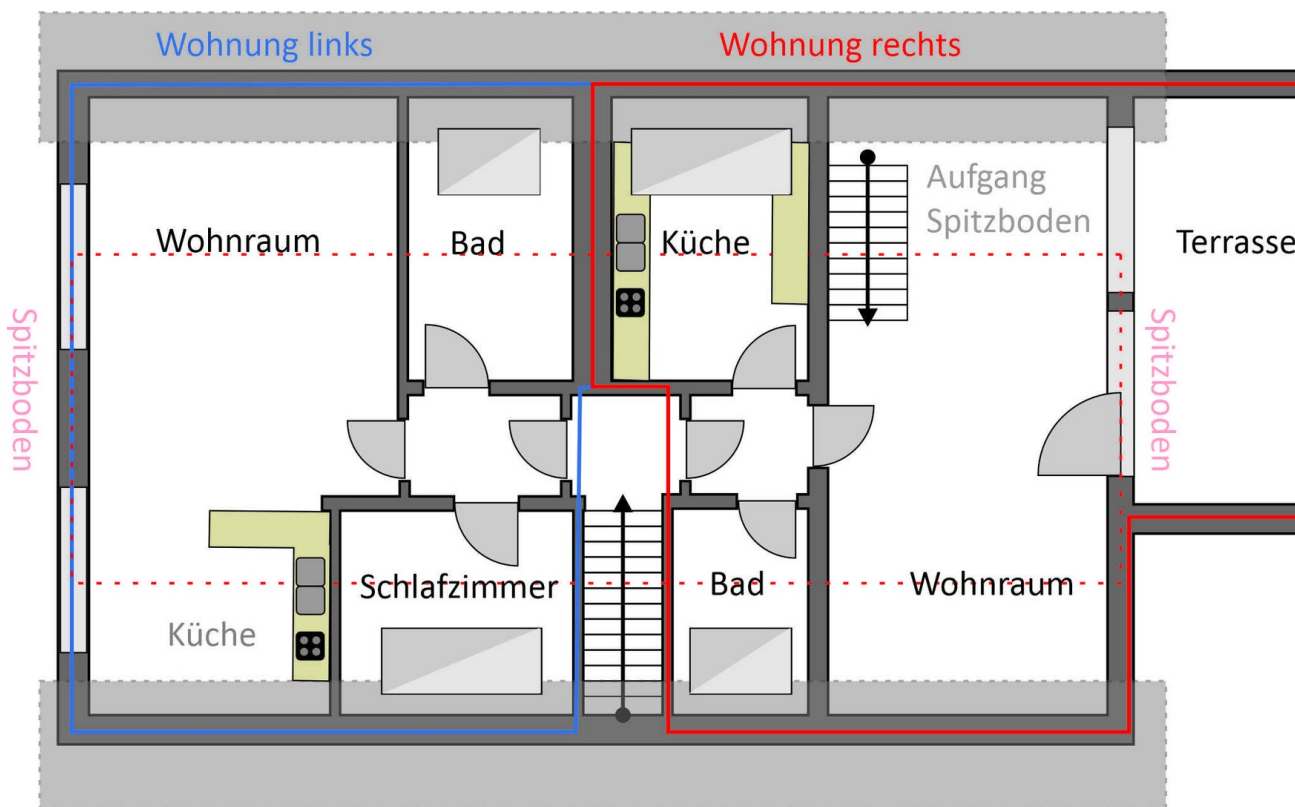 Wohnung links
Wohnung rechts
Aufgang
Spitzboden
Wohnraum
Bad
Küche
Terrasse
Spitzboden
Spitzboden
Schlafzimmer
Bad
Wohnraum
Küche